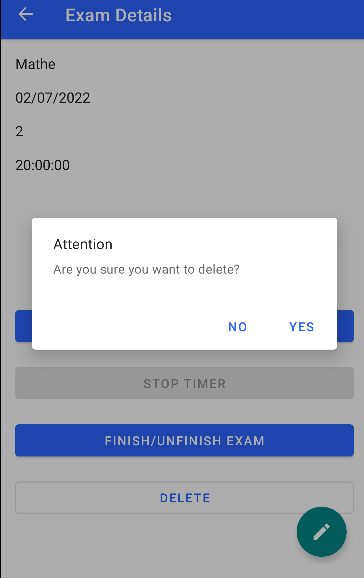 Exam Details
Mathe
02/07/2022
2
20:00:00
Attention
Are you sure you want to delete?
NO YES
STOP TIMER
FINISH/UNFINISH EXAM
DELETE